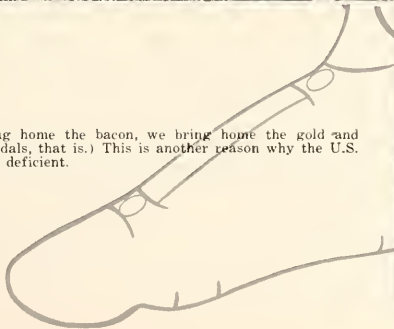 g home the bacon, we bring home the gold and
dals, that is.) This is another reason why the U.S.
deficient.